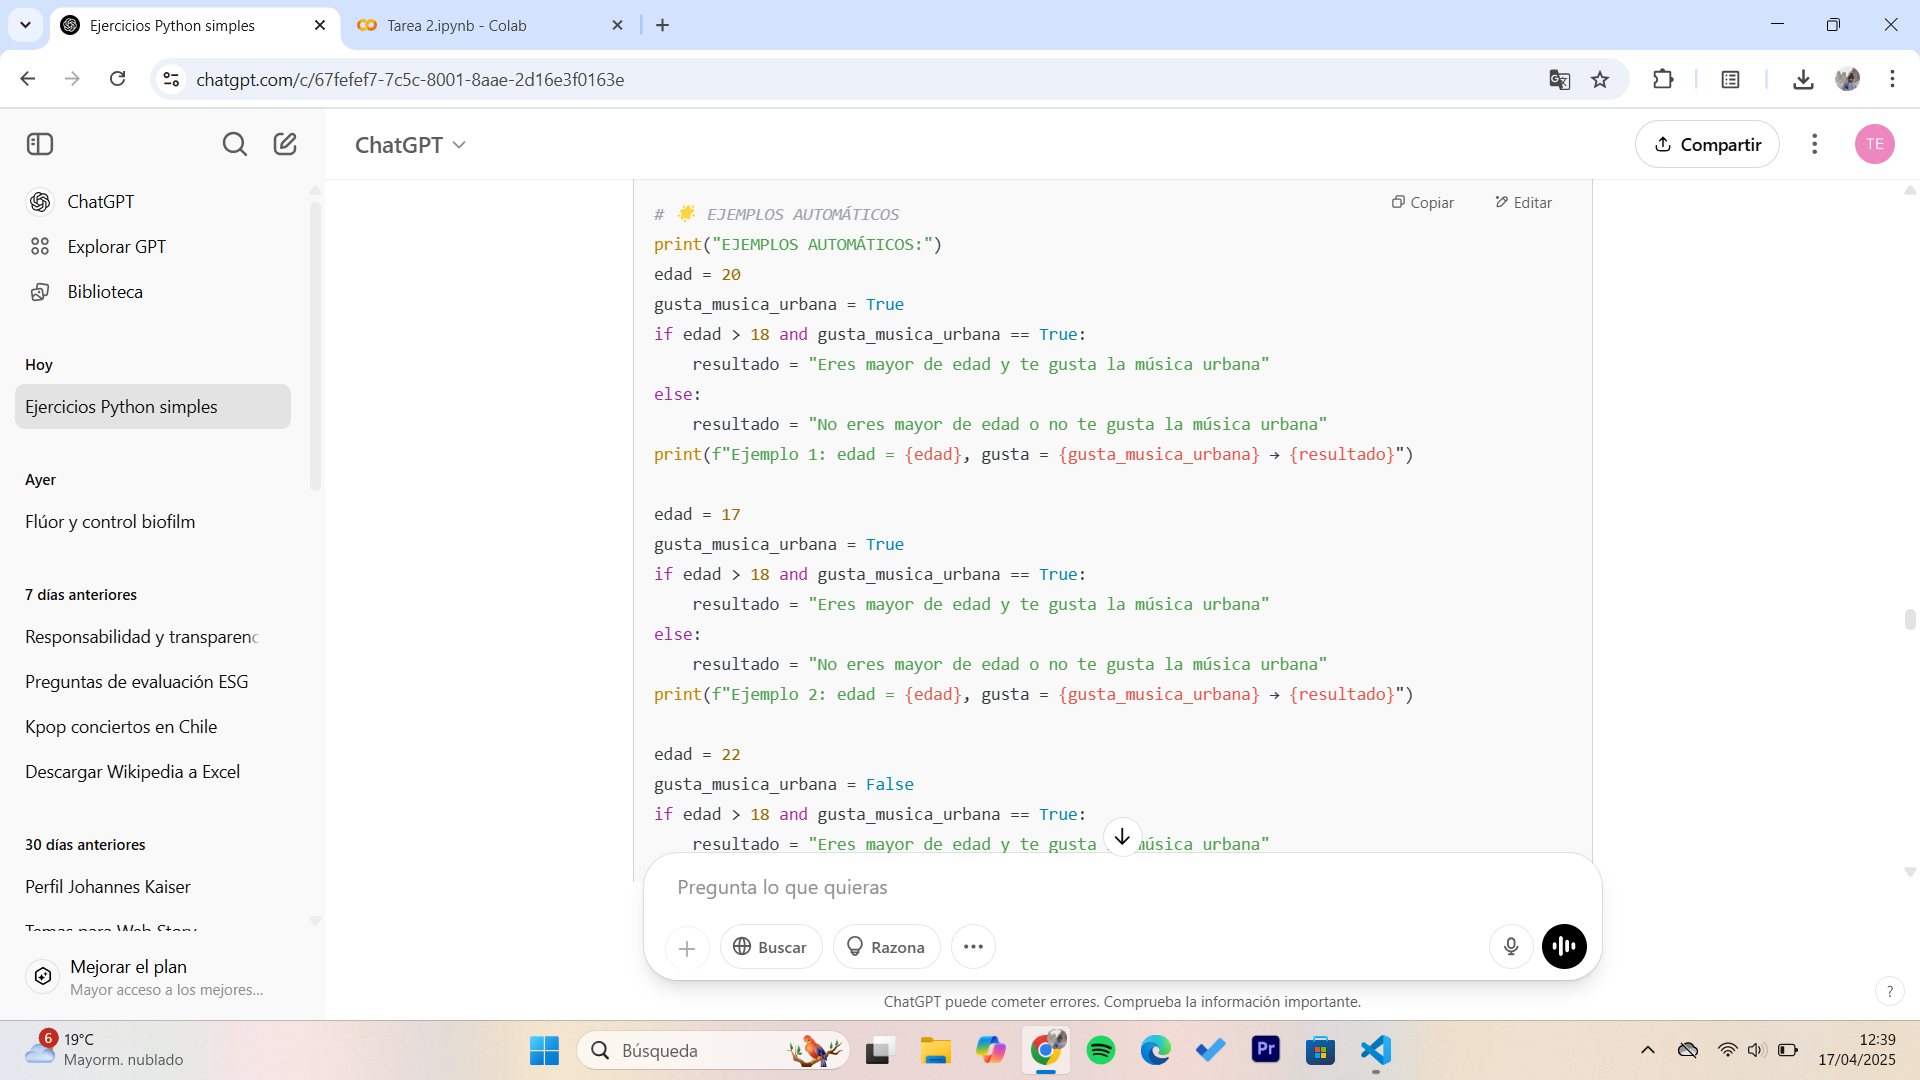 Ejercicios Python simples
Tarea 2.ipynb - Colab
chatgpt.com/c/67fefef7-7c5c-8001-8aae-2d16e3f0163e
ChatGPT
Compartir
TE
ChatGPT
Explorar GPT
Biblioteca
Hoy
Ejercicios Python simples
Ayer
Flúor y control biofilm
7 días anteriores
Responsabilidad y transparenc
Preguntas de evaluación ESG
Kpop conciertos en Chile
Descargar Wikipedia a Excel
30 días anteriores
Perfil Johannes Kaiser
Temas para Web Story
Mejorar el plan
Mayor acceso a los mejores...
Copiar
Editar
# 🌟 EJEMPLOS AUTOMÁTICOS
print("EJEMPLOS AUTOMÁTICOS:")
edad = 20
gusta_musica_urbana = True
if edad > 18 and gusta_musica_urbana == True:
    resultado = "Eres mayor de edad y te gusta la música urbana"
else:
    resultado = "No eres mayor de edad o no te gusta la música urbana"
print(f"Ejemplo 1: edad = {edad}, gusta = {gusta_musica_urbana} → {resultado}")
edad = 17
gusta_musica_urbana = True
if edad > 18 and gusta_musica_urbana == True:
    resultado = "Eres mayor de edad y te gusta la música urbana"
else:
    resultado = "No eres mayor de edad o no te gusta la música urbana"
print(f"Ejemplo 2: edad = {edad}, gusta = {gusta_musica_urbana} → {resultado}")
edad = 22
gusta_musica_urbana = False
if edad > 18 and gusta_musica_urbana == True:
    resultado = "Eres mayor de edad y te gusta música urbana"
Pregunta lo que quieras
Buscar
Razona
ChatGPT puede cometer errores. Comprueba la información importante.
?
6
19°C
Mayorm. nublado
Búsqueda
Pr
12:39
17/04/2025